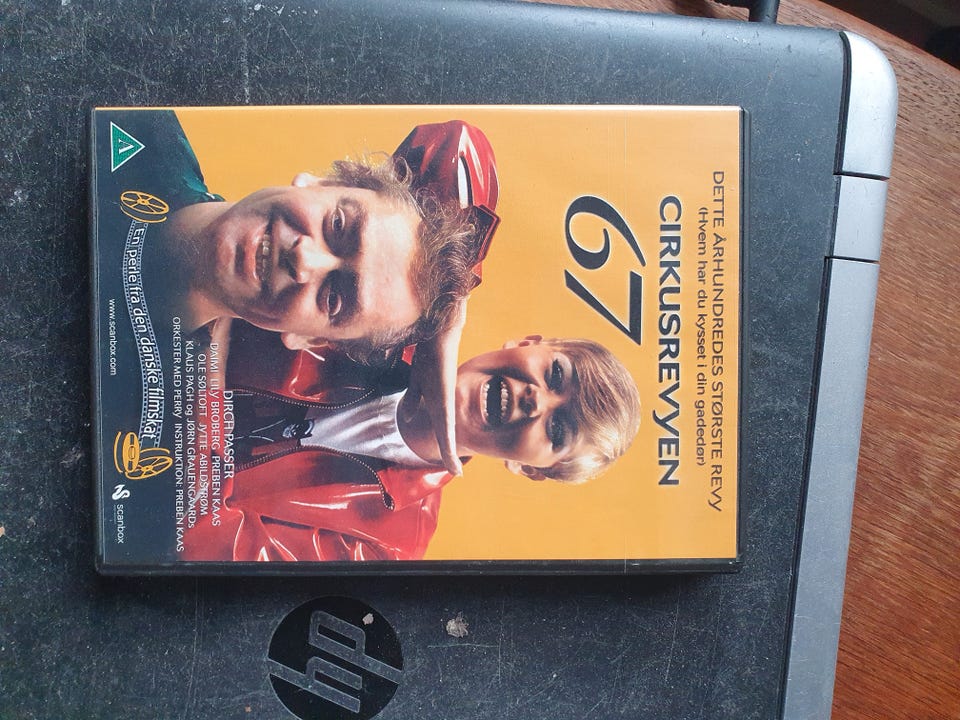 DETTE ÅRHUNDREDES STØRSTE REVY
(Hvem har du kysset i din gadedør)
CIRKUSREVYEN
67
DIRCH PASSER
DAIMI LILY BROBERG PREBEN KAAS
OLE SØLTOFT JYTTE ABILDSTRØM
KLAUS PAGH og JØRN GRAUENGAARDs
ORKESTER MED PERRY INSTRUKTION: PREBEN KAAS
A
En perle fra den danske filmskat
www.scanbox.com
scanbox
hp